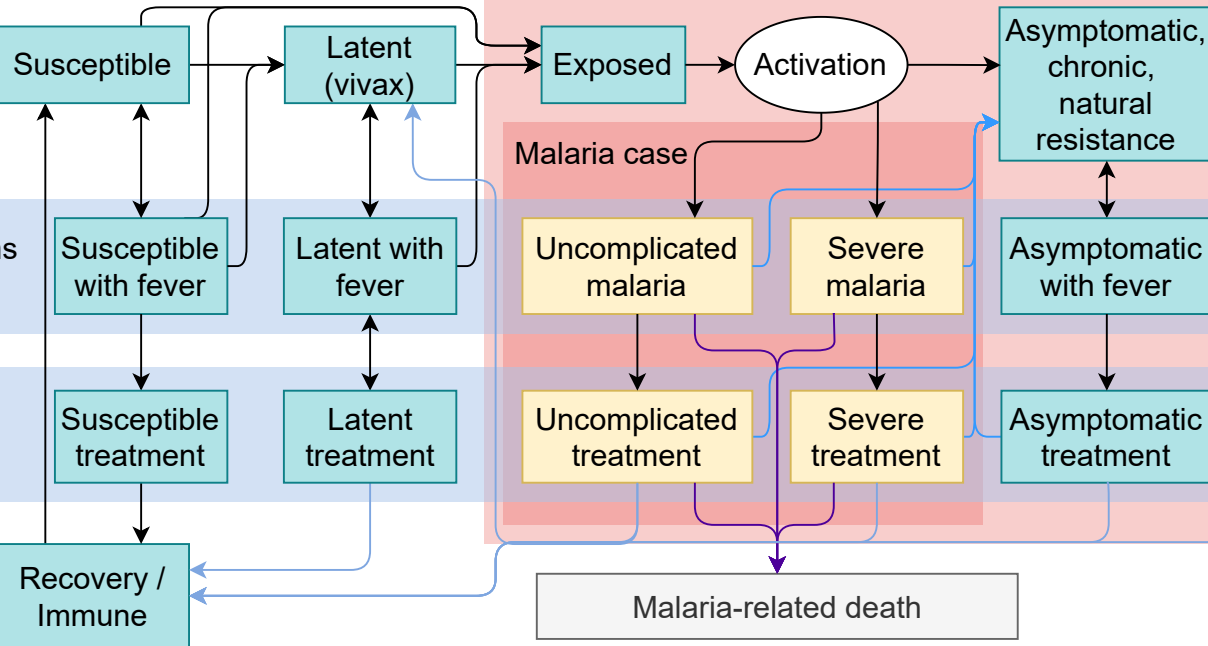 Susceptible
Latent
(vivax)
Exposed
Activation
Asymptomatic,
chronic,
natural
resistance
Malaria case
Susceptible
with fever
Latent with
fever
Uncomplicated
malaria
Severe
malaria
Asymptomatic
with fever
Susceptible
treatment
Latent
treatment
Uncomplicated
treatment
Severe
treatment
Asymptomatic
treatment
Recovery /
Immune
Malaria-related death